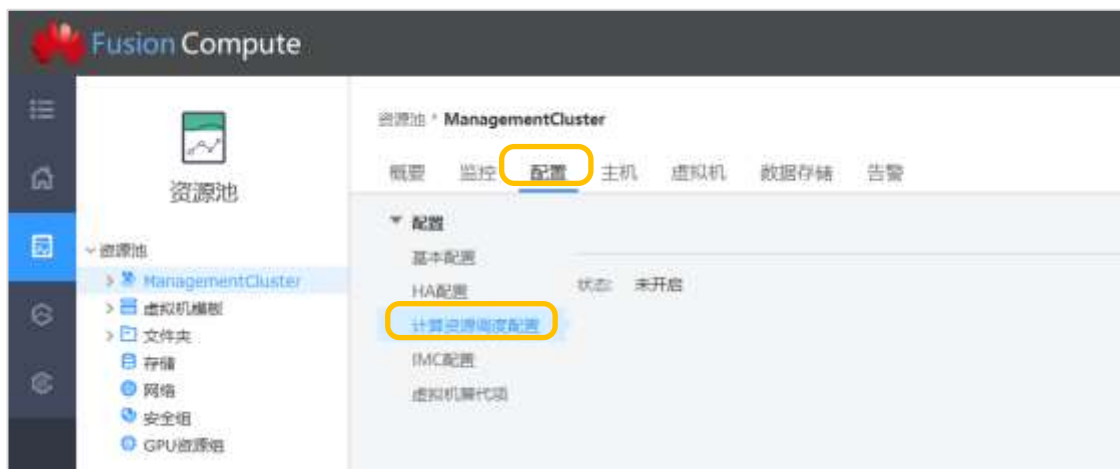 Fusion Compute
资源池
资源池
ManagementCluster
虚拟机模板
文件夹
存储
网络
安全组
GPU资源组
资源池 ManagementCluster
概要 监控 配置 主机 虚拟机 数据存储 告警
配置
基本配置
HA配置
计算资源调度配置
IMC配置
虚拟机替代项
状态: 未开启